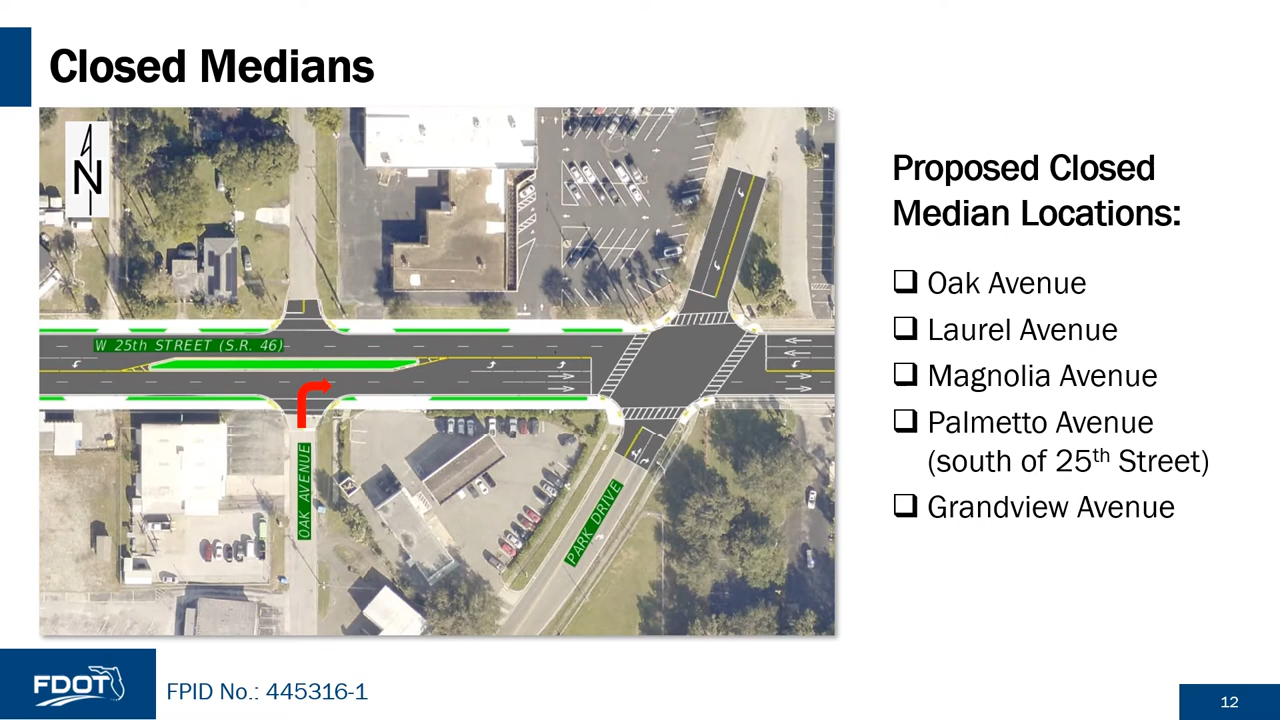 Closed Medians
N
W 25th STREET (S.R. 46)
OAK AVENUE
PARK DRIVE
Proposed Closed
Median Locations:
❑ Oak Avenue
❑ Laurel Avenue
❑ Magnolia Avenue
❑ Palmetto Avenue
(south of 25th Street)
❑ Grandview Avenue
FDOT
FPID No.: 445316-1
12